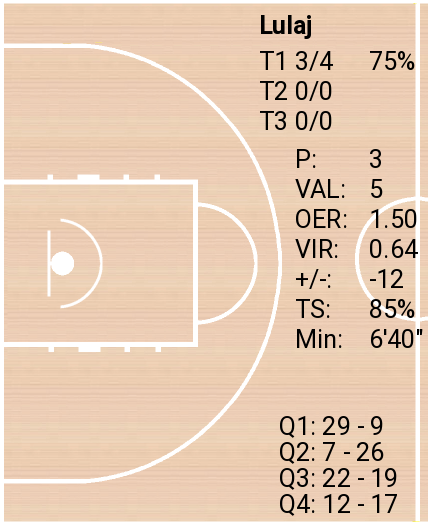 Lulaj
T1 3/4 75%
T2 0/0
T3 0/0
P: 3
VAL: 5
OER: 1.50
VIR: 0.64
+/-: -12
TS: 85%
Min: 6'40"
Q1: 29 - 9
Q2: 7 - 26
Q3: 22 - 19
Q4: 12 - 17